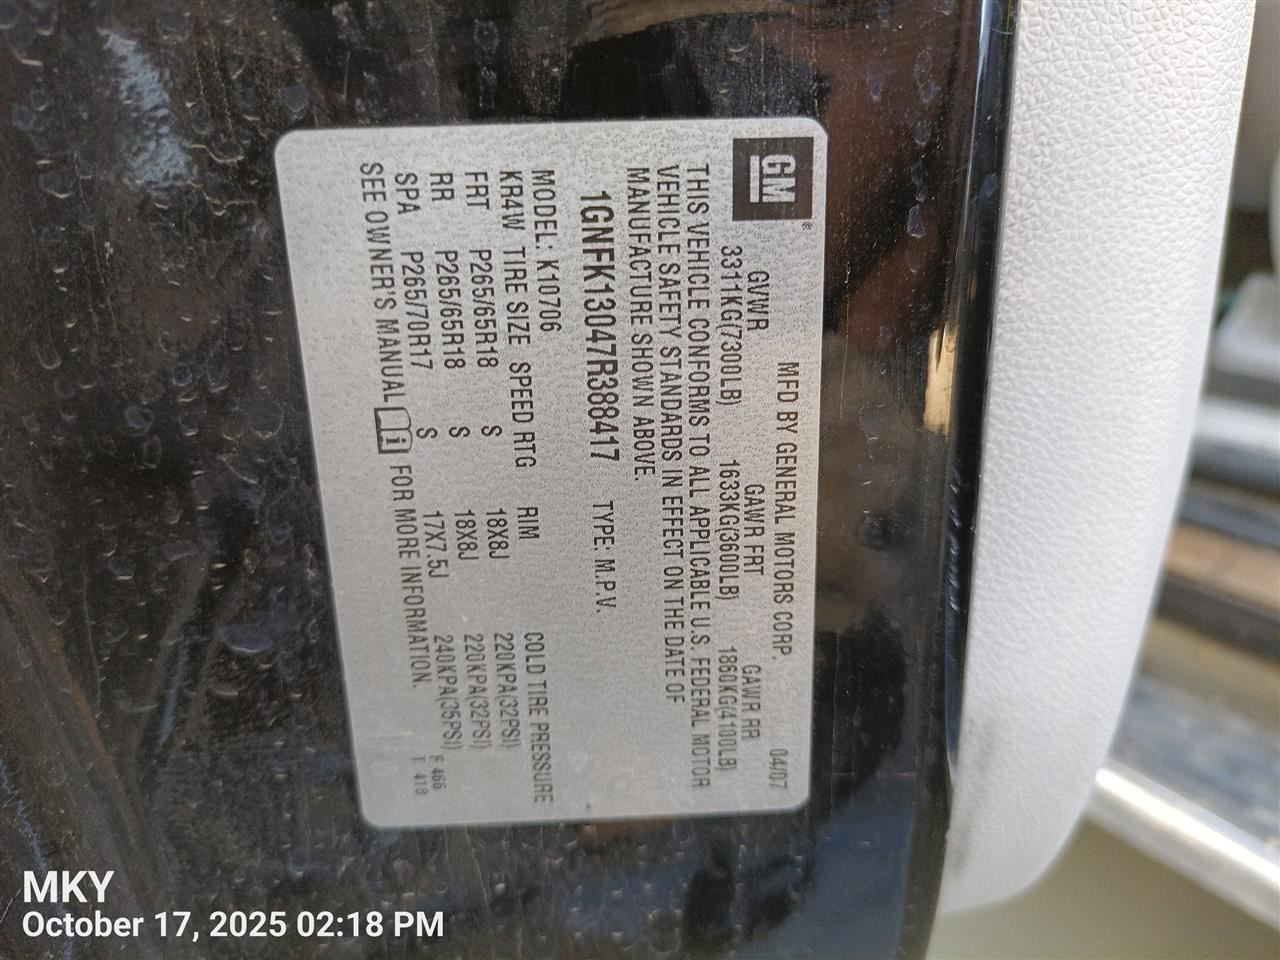 GM®
MFD BY GENERAL MOTORS CORP. 04/07
GVWR GAWR FRT GAWR RR
3311KG(7300LB) 1633KG(3600LB) 1860KG(4100LB)
THIS VEHICLE CONFORMS TO ALL APPLICABLE U.S. FEDERAL MOTOR
VEHICLE SAFETY STANDARDS IN EFFECT ON THE DATE OF
MANUFACTURE SHOWN ABOVE.
1GNFK13047R388417 TYPE: M.P.V.
MODEL: K10706
KR4W TIRE SIZE SPEED RTG RIM COLD TIRE PRESSURE
FRT P265/65R18 S 18X8J 220KPA(32PSI)
RR P265/65R18 S 18X8J 220KPA(32PSI)
SPA P265/70R17 S 17X7.5J 240KPA(35PSI)
SEE OWNER'S MANUAL i FOR MORE INFORMATION.
F 466
T 418
MKY
October 17, 2025 02:18 PM